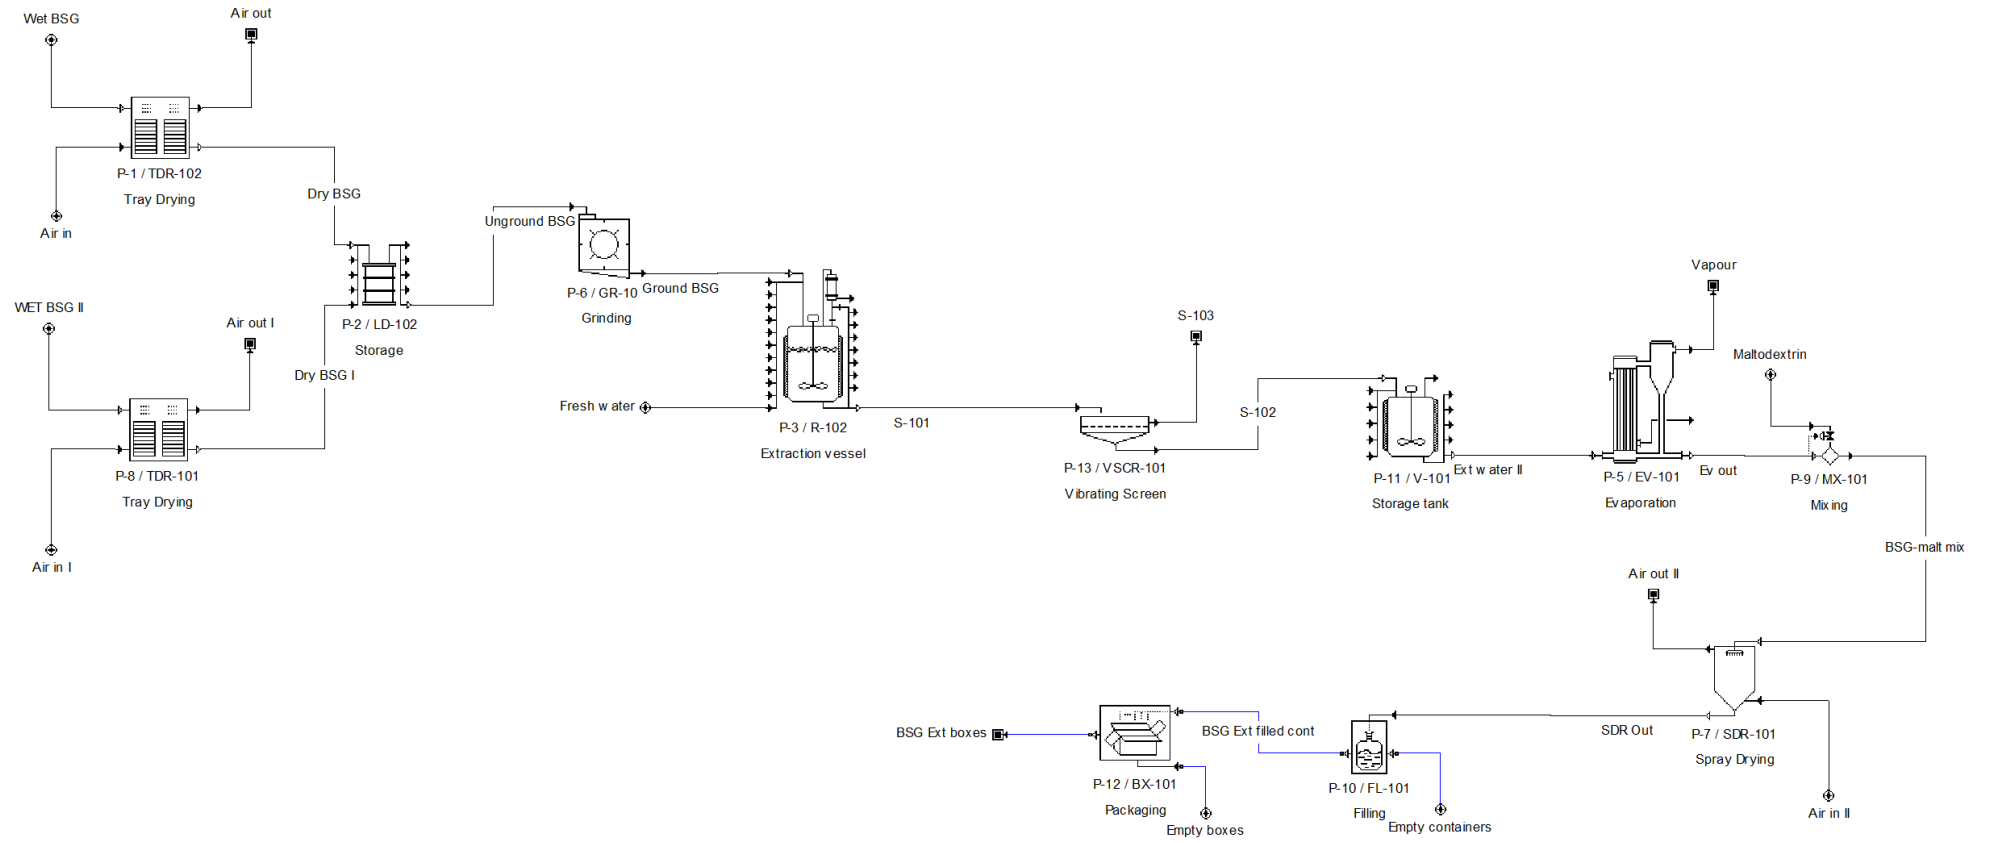 Wet BSG
Air out
P-1 / TDR-102
Tray Drying
Air in
Dry BSG
WET BSG II
Air out I
P-2 / LD-102
Storage
Dry BSG I
P-8 / TDR-101
Tray Drying
Air in I
Unground BSG
P-6 / GR-10
Grinding
Ground BSG
Fresh water
P-3 / R-102
Extraction vessel
S-101
S-103
P-13 / VSCR-101
Vibrating Screen
S-102
P-11 / V-101
Storage tank
Ext water II
Vapour
P-5 / EV-101
Evaporation
Ev out
Maltodextrin
P-9 / MX-101
Mixing
BSG-malt mix
Air out II
P-7 / SDR-101
Spray Drying
Air in II
SDR Out
P-10 / FL-101
Filling
Empty containers
BSG Ext filled cont
P-12 / BX-101
Packaging
Empty boxes
BSG Ext boxes